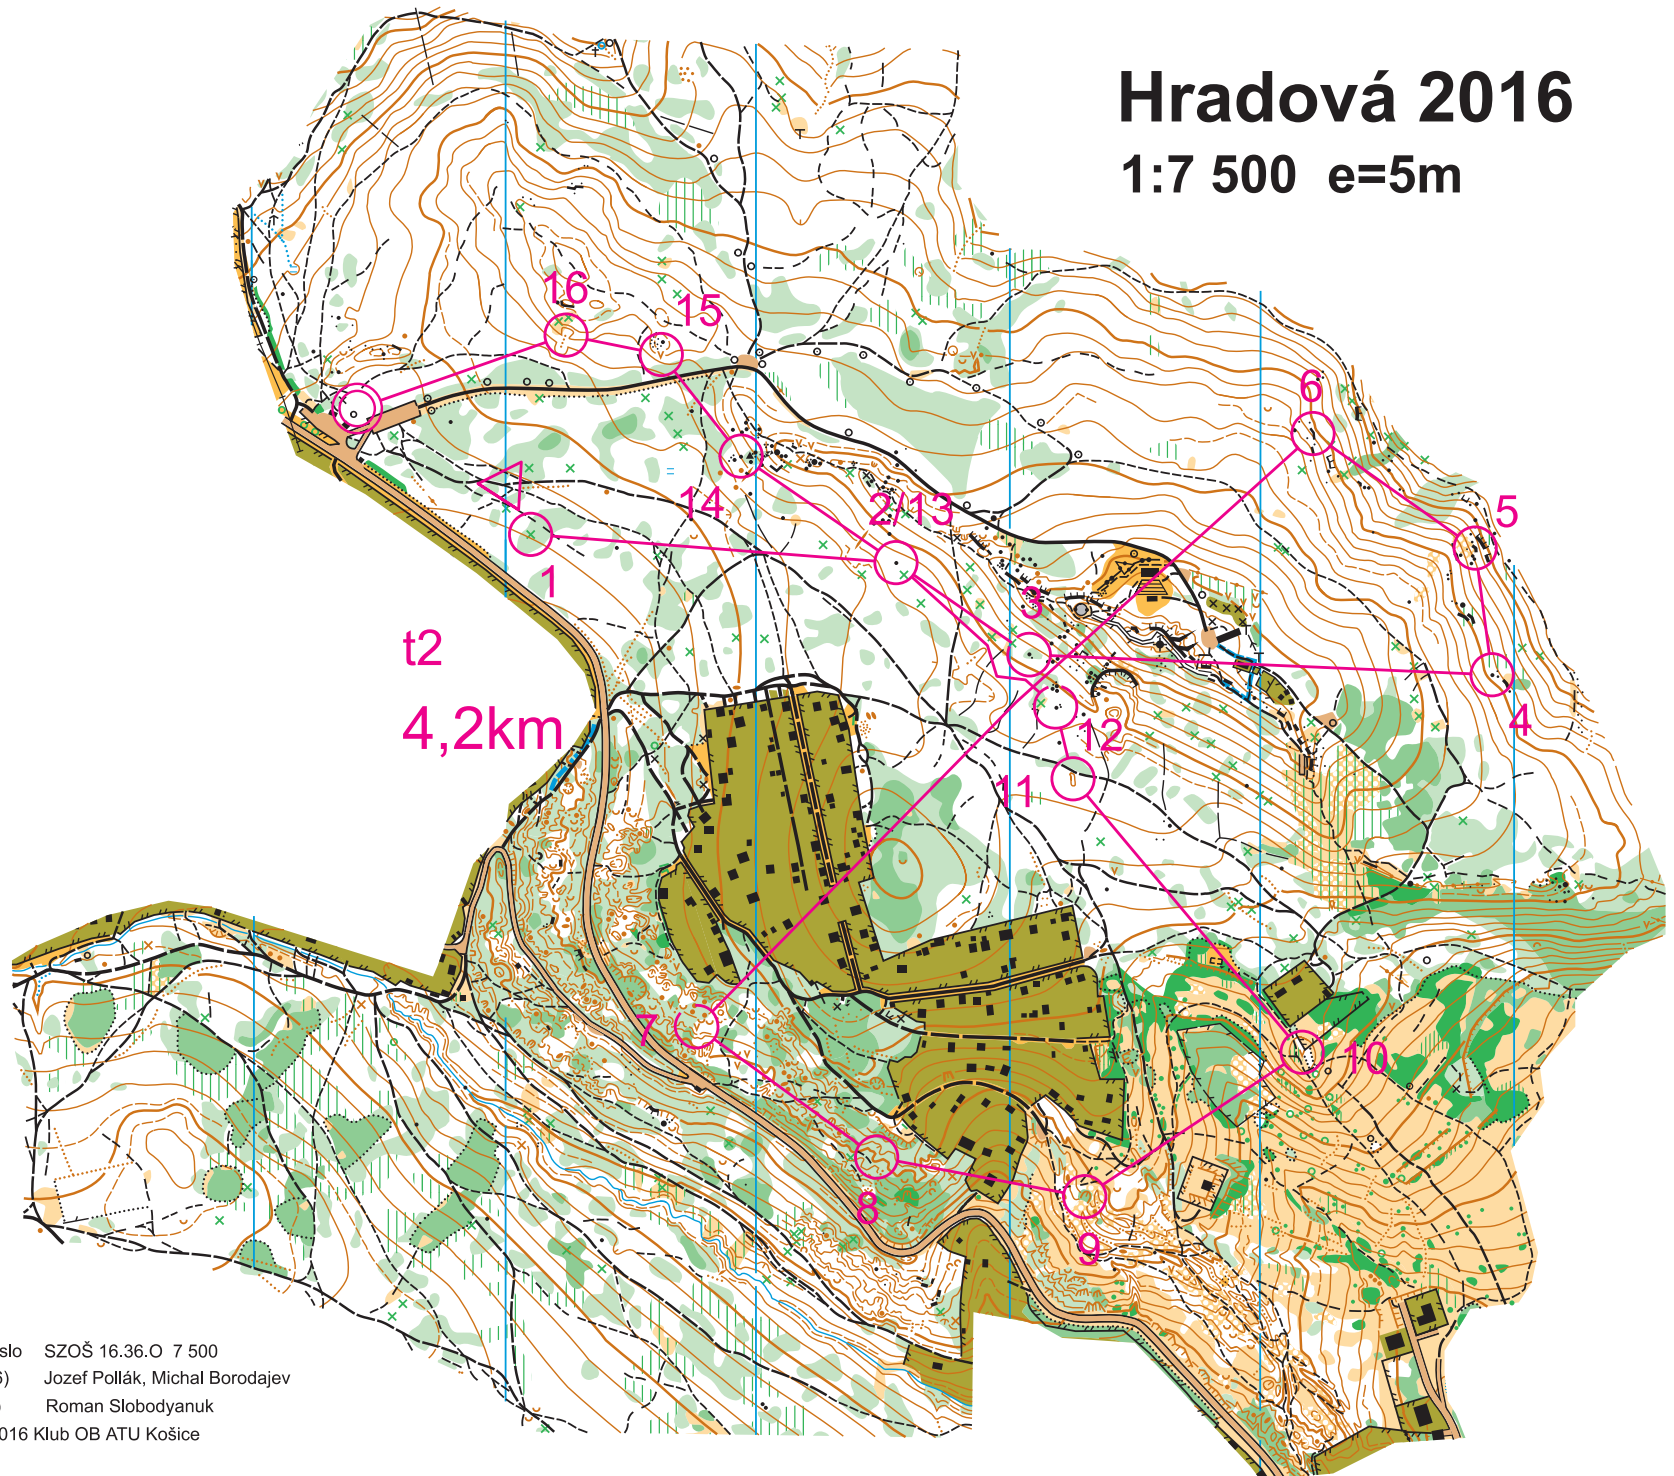 Hradová 2016
1:7 500 e=5m
16
15
6
14
2/13
5
1
3
t2
4,2km
4
12
11
7
10
8
9
slo SZOŠ 16.36.O 7 500
6) Jozef Pollák, Michal Borodajev
) Roman Slobodyanuk
016 Klub OB ATU Košice